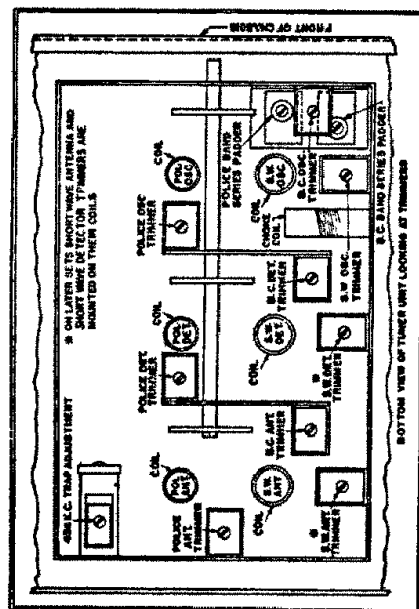 FRONT OF CHASSIS
* ON LATER SETS SHORT WAVE ANTENNA AND
SHORT WAVE DETECTOR TRIMMERS ARE
MOUNTED ON THEIR COILS
456 K.C. TRAP ADJUSTMENT
COIL
POL.
OSC.
POLICE OSC.
TRIMMER
COIL
POL.
DET.
POLICE DET.
TRIMMER
COIL
POL.
ANT.
POLICE
ANT.
TRIMMER
POLICE BAND
SERIES PADDER
S.W.
OSC.
COIL
B.C. OSC.
TRIMMER
CHOKE
COIL
B.C. DET.
TRIMMER
S.W. OSC.
TRIMMER
S.W.
DET.
COIL
* S.W. DET.
TRIMMER
B.C. ANT.
TRIMMER
S.W.
ANT.
COIL
* S.W. ANT.
TRIMMER
B.C. BAND SERIES PADDER
BOTTOM VIEW OF TUNER UNIT LOOKING AT TRIMMERS